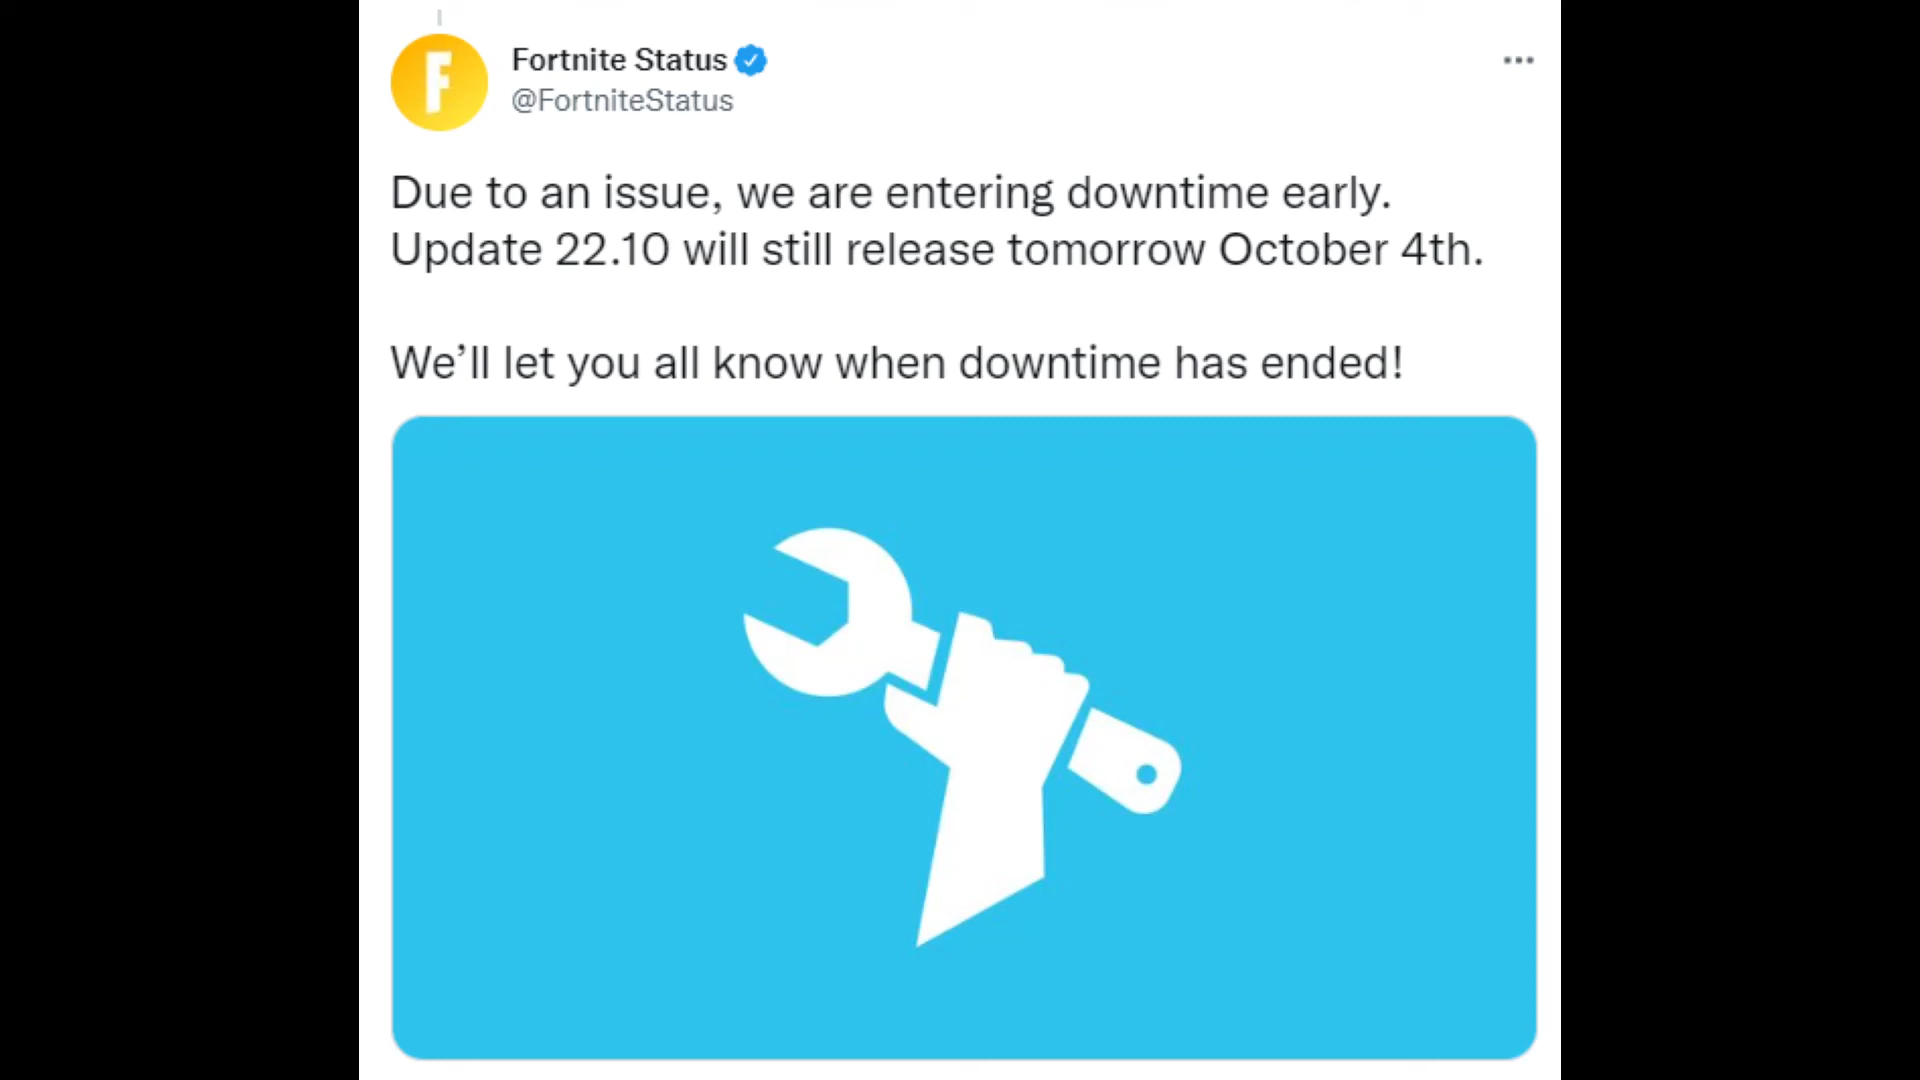 F
Fortnite Status
@FortniteStatus
Due to an issue, we are entering downtime early.
Update 22.10 will still release tomorrow October 4th.
We’ll let you all know when downtime has ended!